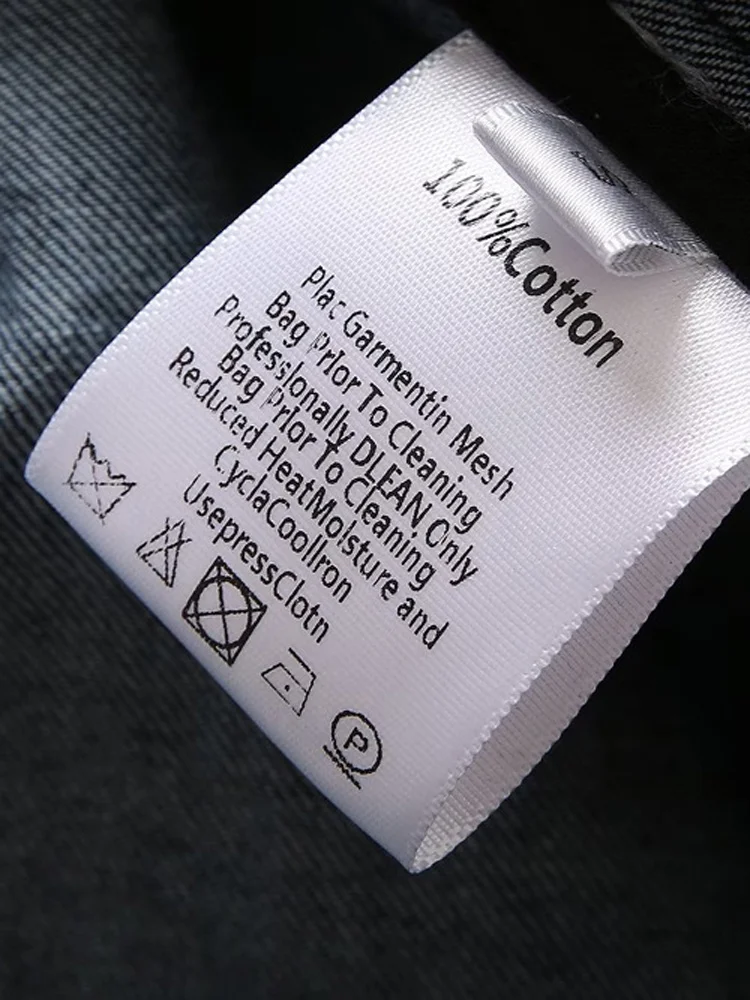 100%Cotton
Plac Garmentin Mesh
Bag PrIor To Cleaning
ProfessIonally DLEAN Only
Bag PrIor To Cleaning
Reduced HeatMoIsture and
CyclaCoolIron
UsepressClotn
P